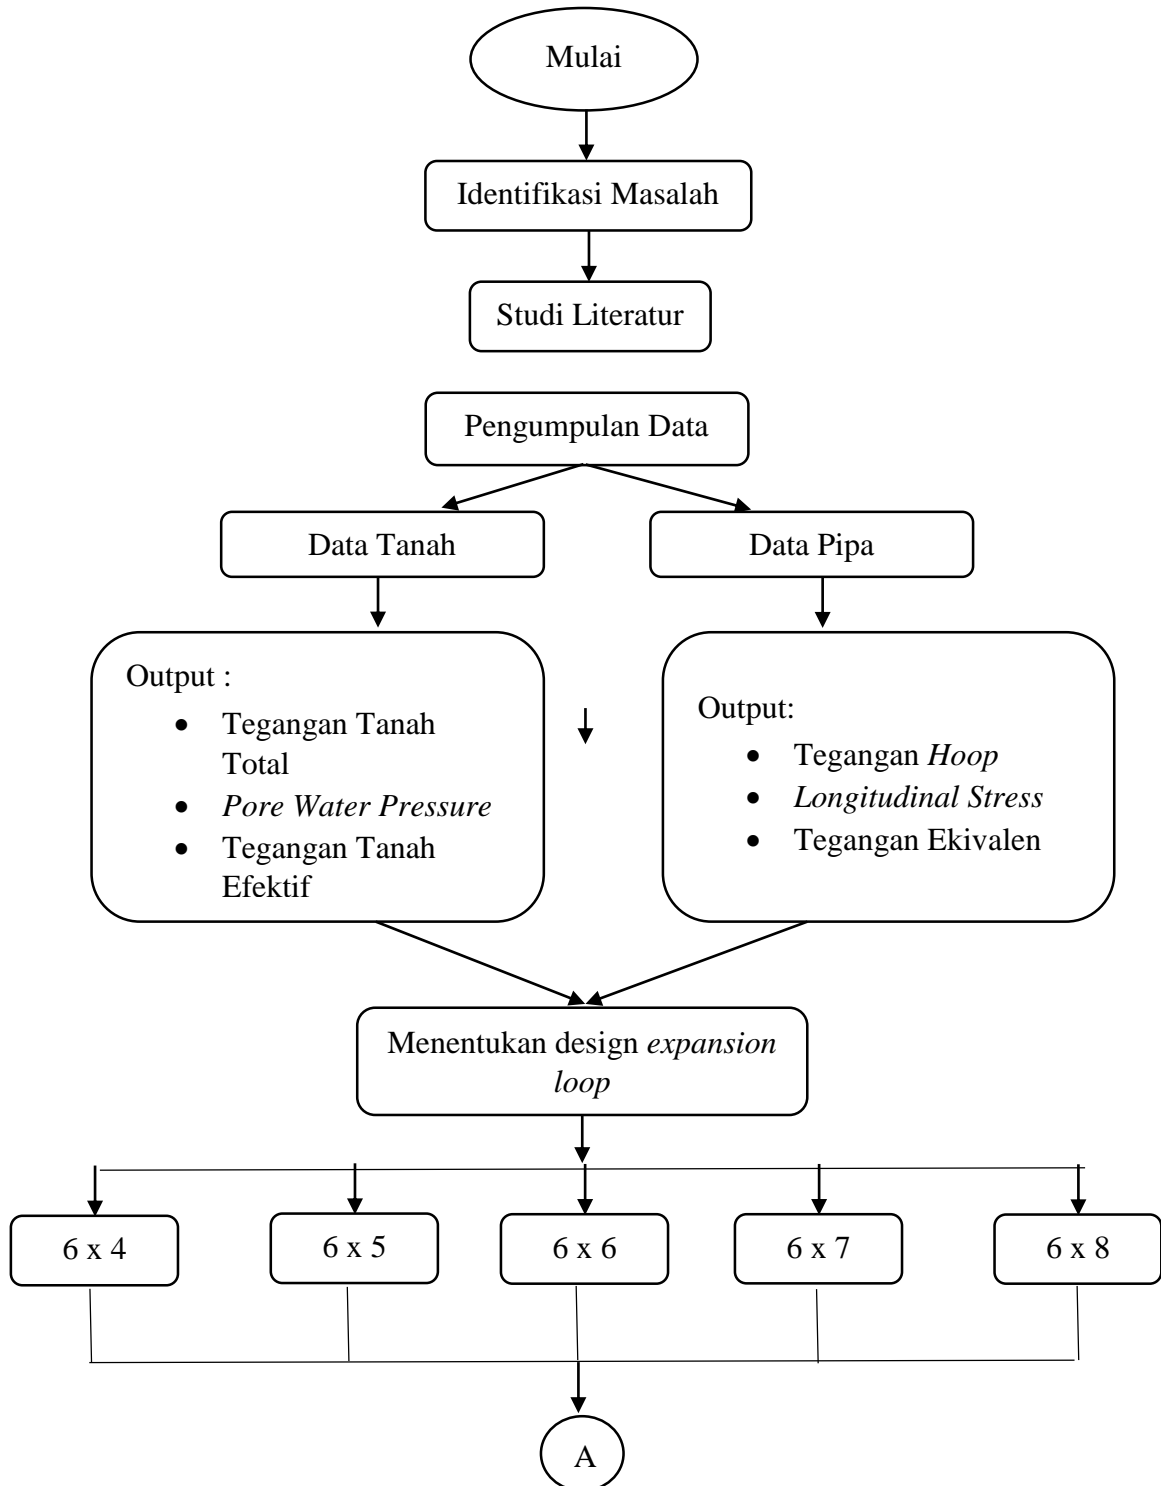 Mulai
Identifikasi Masalah
Studi Literatur
Pengumpulan Data
Data Tanah
Data Pipa
Output :
• Tegangan Tanah
Total
• Pore Water Pressure
• Tegangan Tanah
Efektif
Output:
• Tegangan Hoop
• Longitudinal Stress
• Tegangan Ekivalen
Menentukan design expansion
loop
6 x 4
6 x 5
6 x 6
6 x 7
6 x 8
A